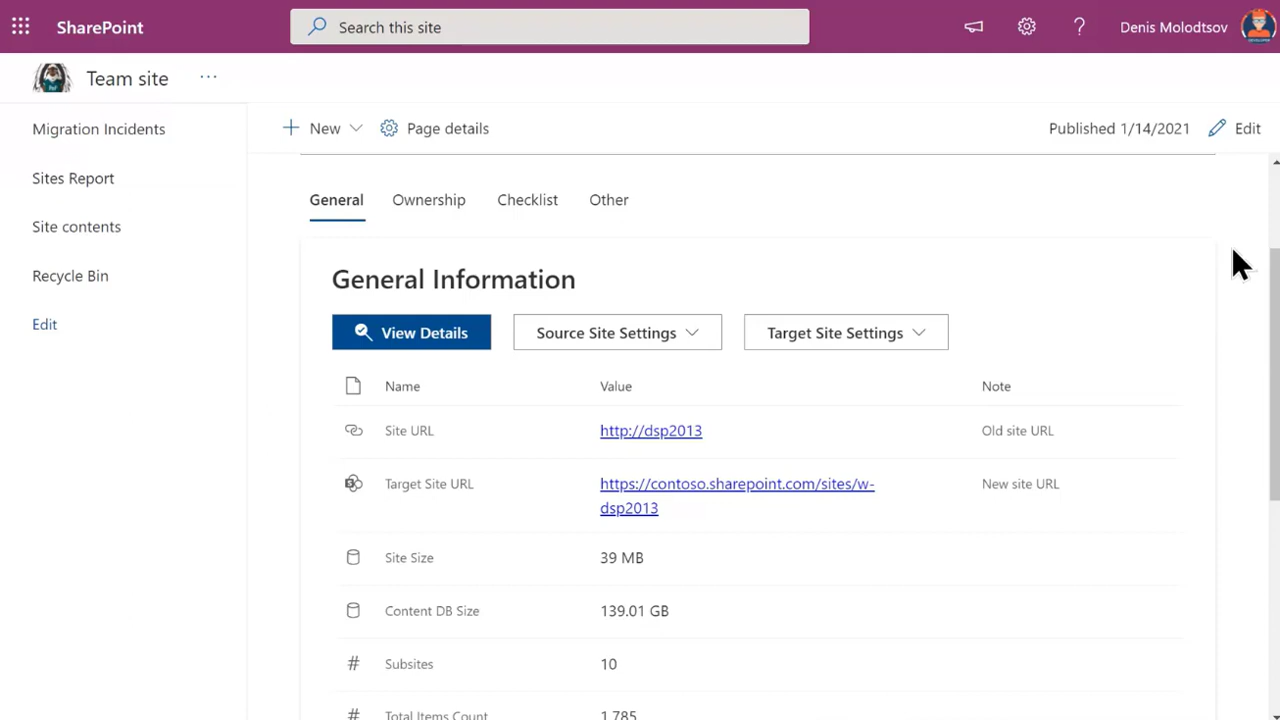 SharePoint
Search this site
Denis Molodtsov
Team site
Migration Incidents
Sites Report
Site contents
Recycle Bin
Edit
New
Page details
Published 1/14/2021
Edit
General
Ownership
Checklist
Other
General Information
View Details
Source Site Settings
Target Site Settings
Name
Value
Note
Site URL
http://dsp2013
Old site URL
Target Site URL
https://contoso.sharepoint.com/sites/w-
dsp2013
New site URL
Site Size
39 MB
Content DB Size
139.01 GB
# Subsites
10
# Total Items Count
1,785